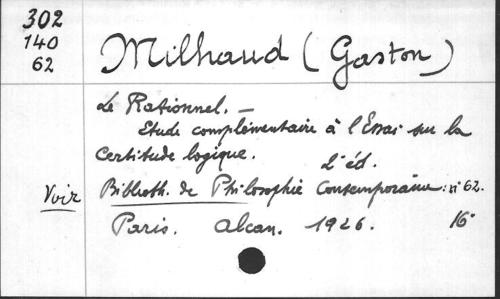 302
140
62
Milhaud (Gaston)
Le Rationnel. —
Etude complémentaire à l'Essai sur la
Certitude logique. 2e éd.
Voir Biblioth. de Philosophie Contemporaine: n° 62.
Paris. Alcan. 1926. 16°